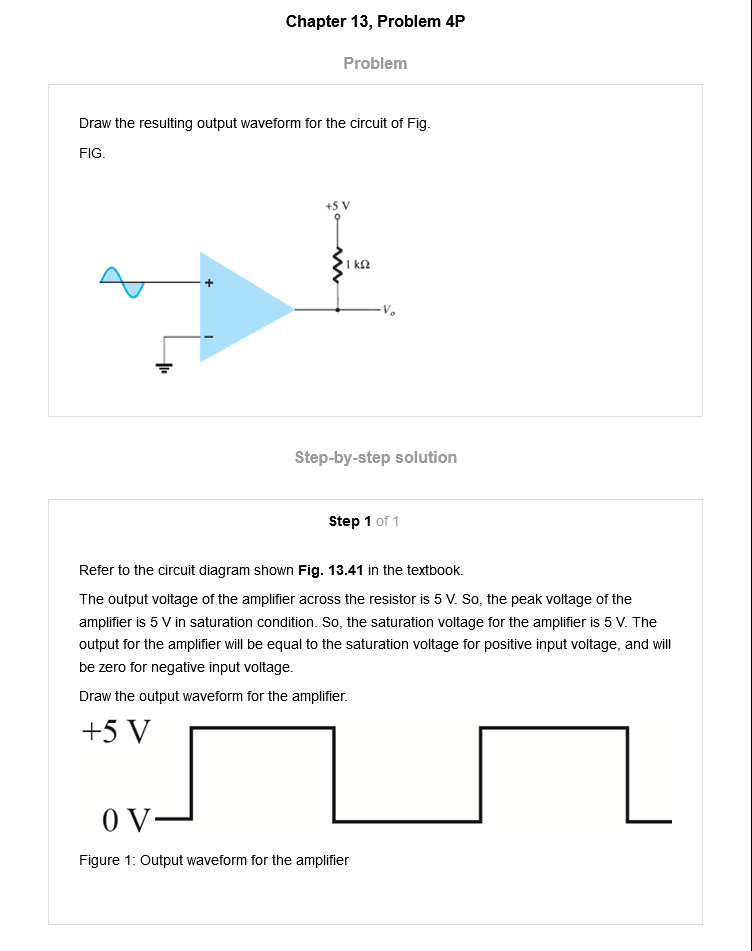 Chapter 13, Problem 4P
Problem
Draw the resulting output waveform for the circuit of Fig.
FIG.
+5 V
1 kΩ
+
Vo
−
Step-by-step solution
Step 1 of 1
Refer to the circuit diagram shown Fig. 13.41 in the textbook.
The output voltage of the amplifier across the resistor is 5 V. So, the peak voltage of the
amplifier is 5 V in saturation condition. So, the saturation voltage for the amplifier is 5 V. The
output for the amplifier will be equal to the saturation voltage for positive input voltage, and will
be zero for negative input voltage.
Draw the output waveform for the amplifier.
+5 V
0 V
Figure 1: Output waveform for the amplifier